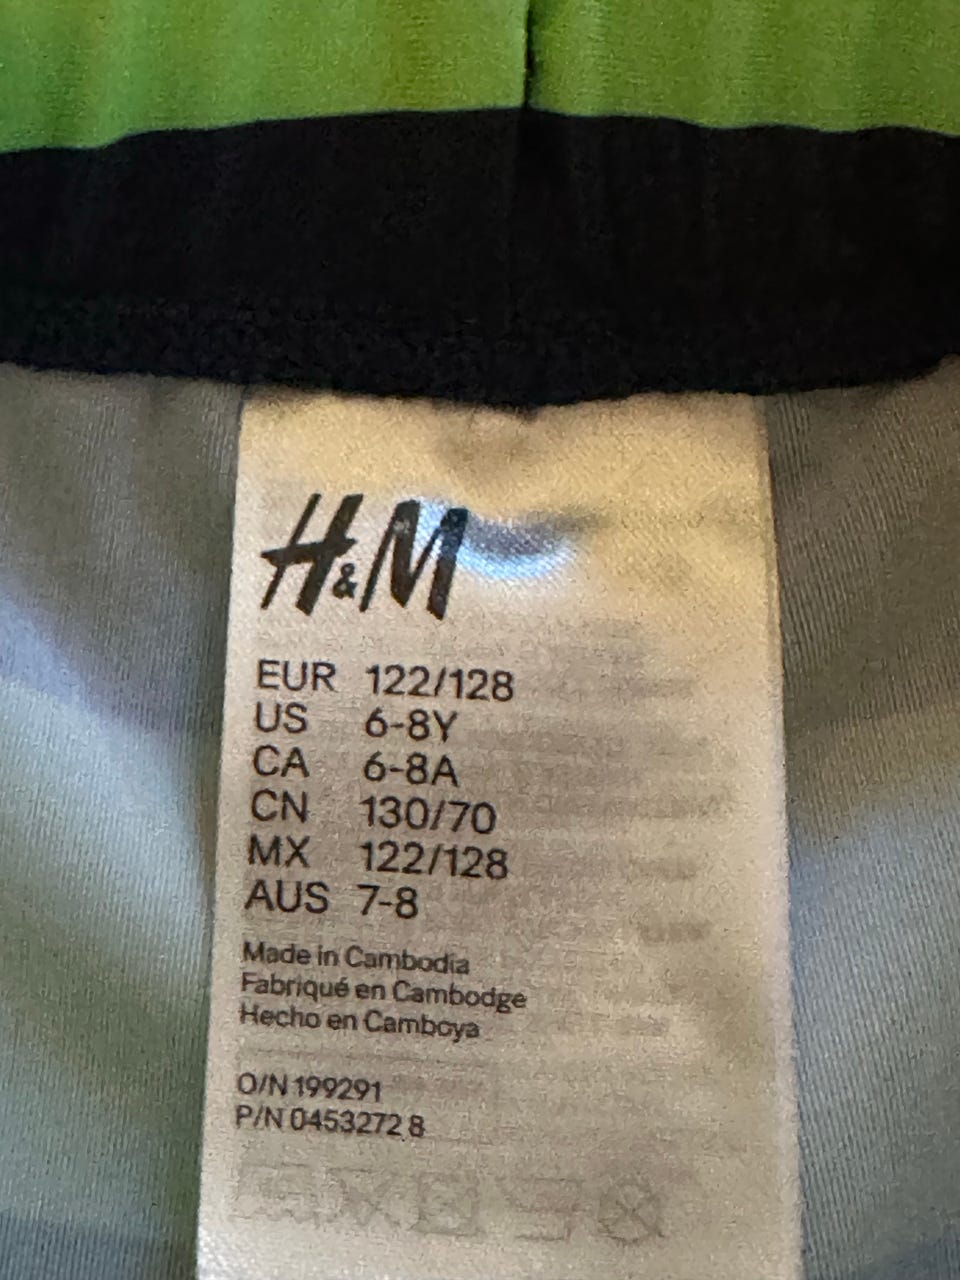 H&M
EUR 122/128
US 6-8Y
CA 6-8A
CN 130/70
MX 122/128
AUS 7-8
Made in Cambodia
Fabriqué en Cambodge
Hecho en Camboya
O/N 199291
P/N 0453272 8